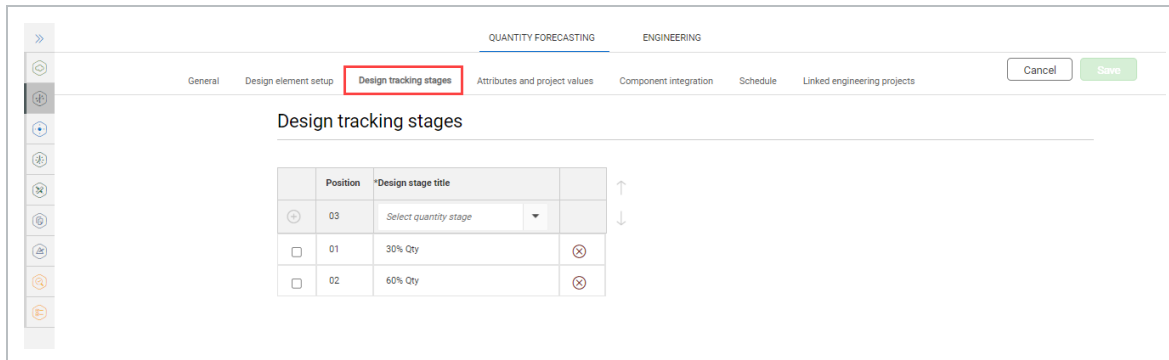 QUANTITY FORECASTING ENGINEERING
General Design element setup Design tracking stages Attributes and project values Component integration Schedule Linked engineering projects Cancel Save
Design tracking stages
Position *Design stage title
03 Select quantity stage
01 30% Qty
02 60% Qty